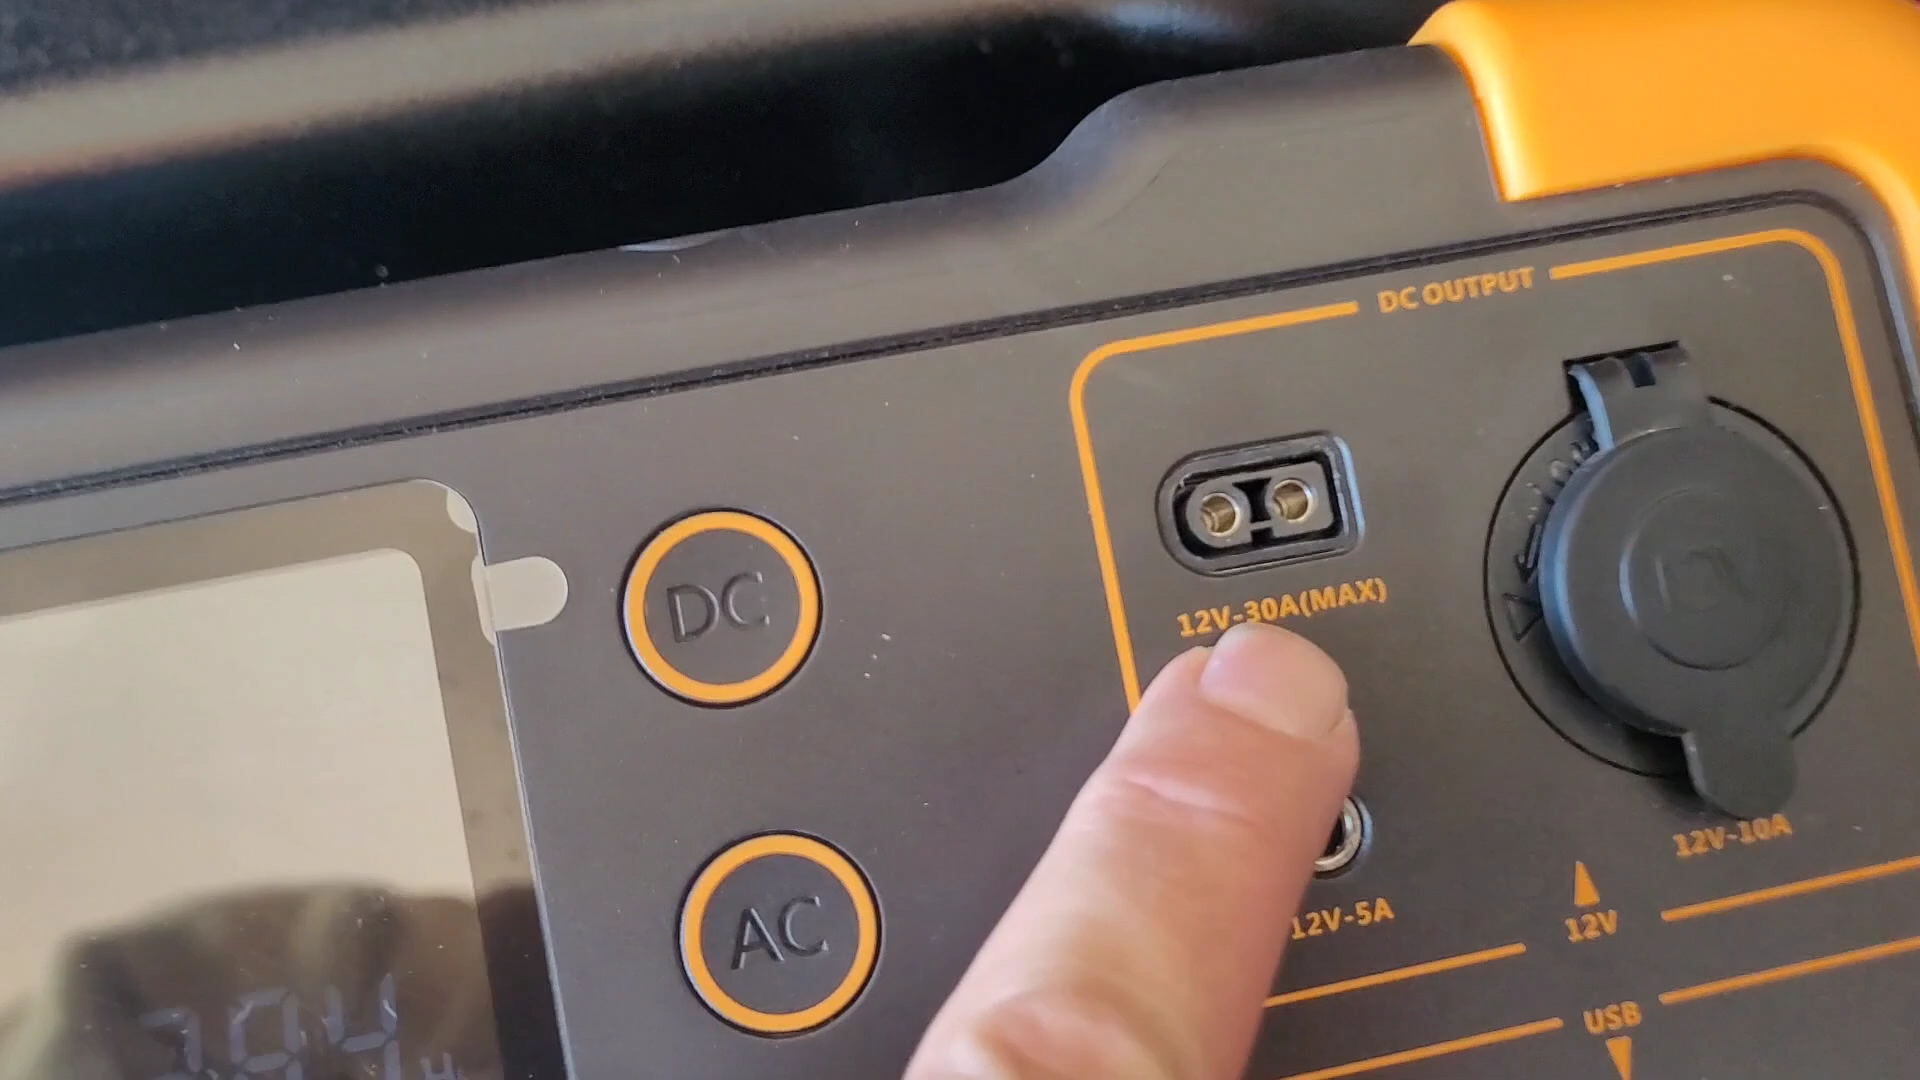 DC OUTPUT
12V-30A(MAX)
DC
12V-10A
AC
12V-5A
12V
USB